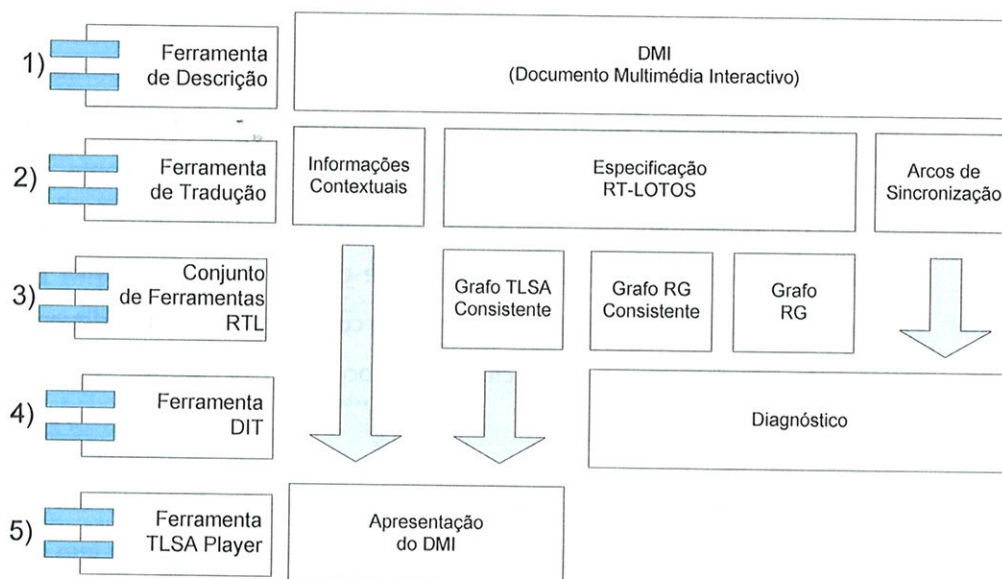 1)
Ferramenta
de Descrição
DMI
(Documento Multimédia Interactivo)
2)
Ferramenta
de Tradução
Informações
Contextuais
Especificação
RT-LOTOS
Arcos de
Sincronização
3)
Conjunto
de Ferramentas
RTL
Grafo TLSA
Consistente
Grafo RG
Consistente
Grafo
RG
4)
Ferramenta
DIT
Diagnóstico
5)
Ferramenta
TLSA Player
Apresentação
do DMI